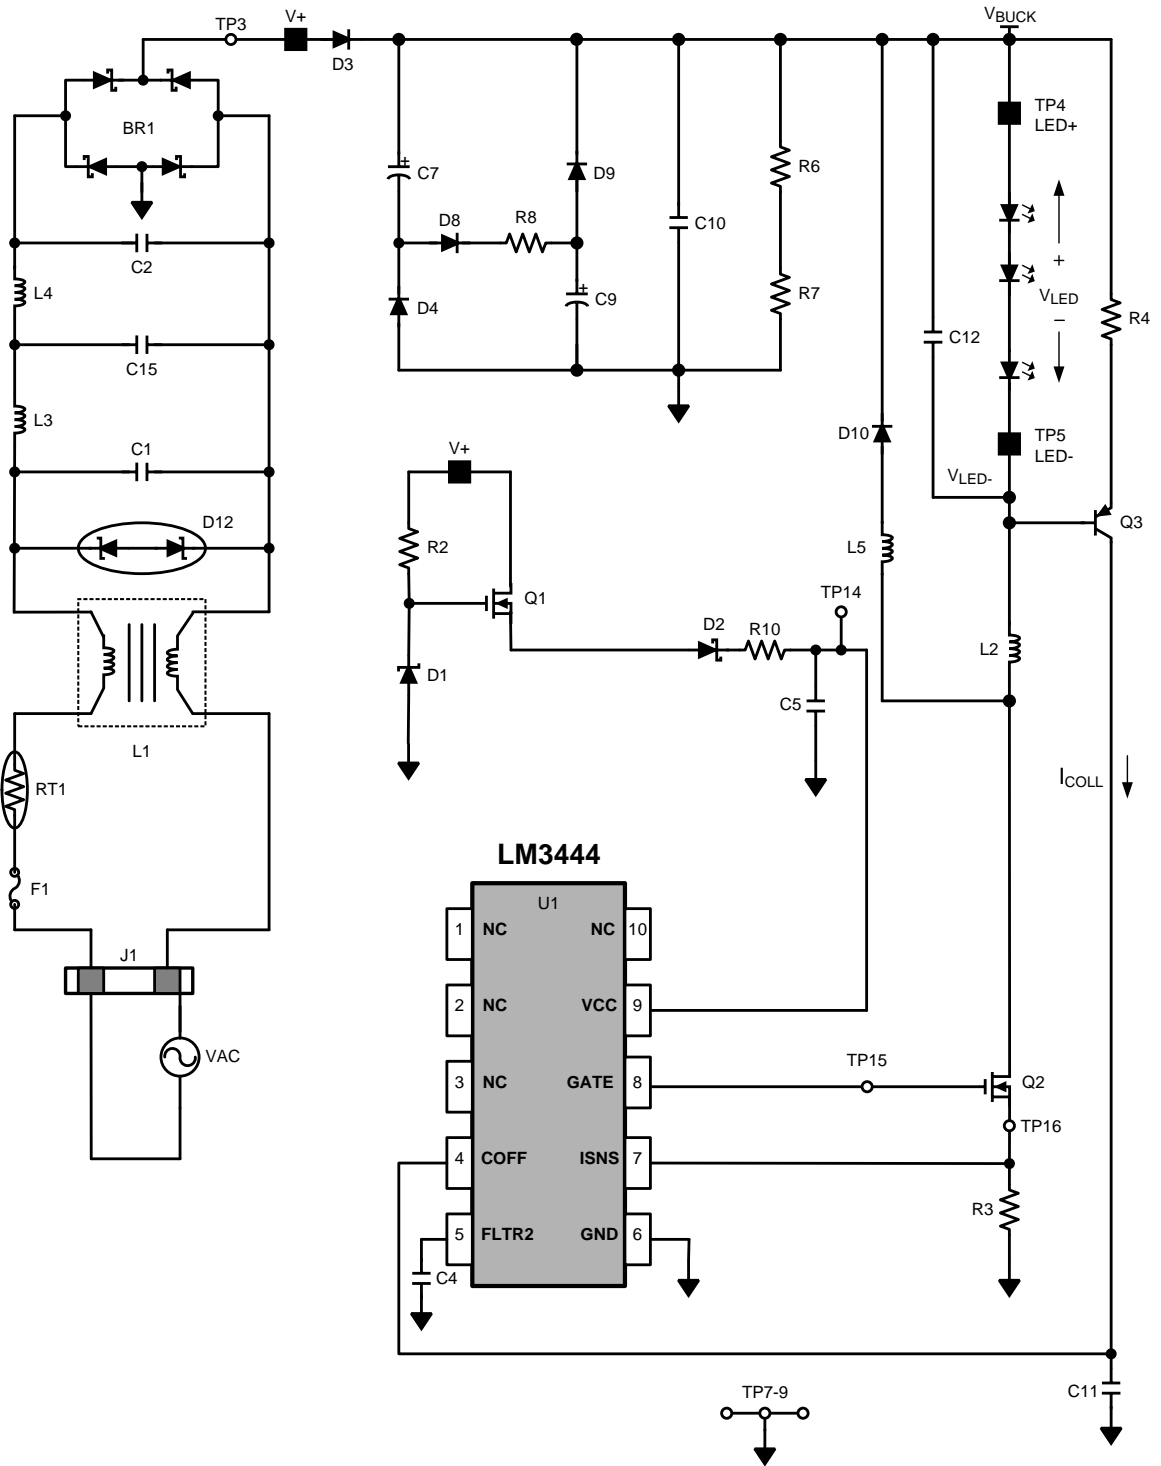 TP3
V+
D3
VBUCK
BR1
C7
D9
C10
R6
TP4
LED+
D8
R8
C2
L4
D4
C9
R7
+
VLED
–
R4
C12
C15
L3
C1
V+
D10
TP5
LED-
VLED-
D12
R2
L5
Q3
Q1
TP14
D2
R10
L2
D1
C5
L1
RT1
ICOLL
LM3444
F1
U1
1
NC
NC
10
J1
2
NC
VCC
9
VAC
3
NC
GATE
8
TP15
Q2
TP16
4
COFF
ISNS
7
R3
5
FLTR2
GND
6
C4
C11
TP7-9